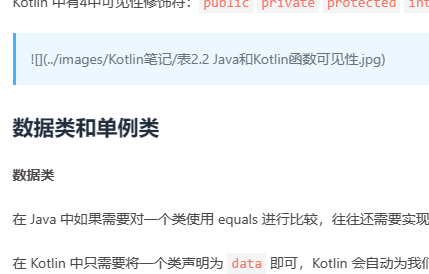 Kotlin 中有4中可见性修饰符： public private protected int
![](../images/Kotlin笔记/表2.2 Java和Kotlin函数可见性.jpg)
数据类和单例类
数据类
在 Java 中如果需要对一个类使用 equals 进行比较，往往还需要实现
在 Kotlin 中只需要将一个类声明为 data 即可，Kotlin 会自动为我们